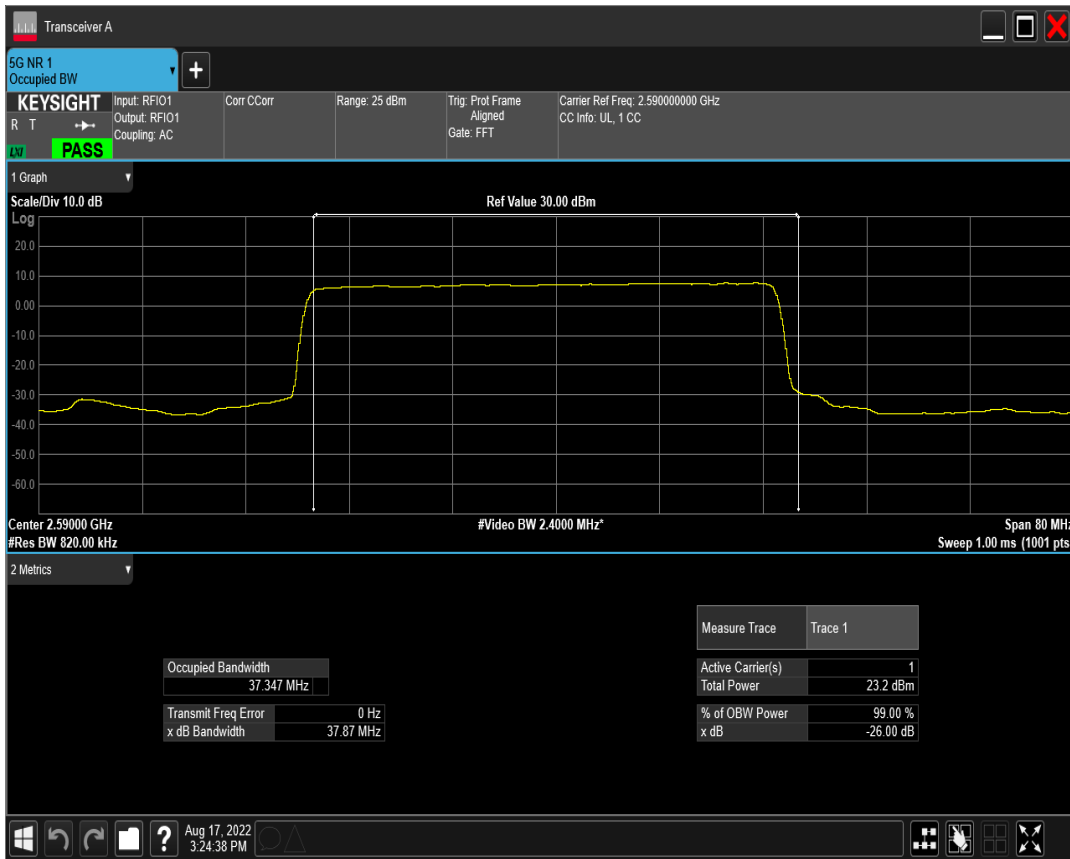 Transceiver A
5G NR 1
Occupied BW
KEYSIGHT
R T
LXI
PASS
Input: RFIO1
Output: RFIO1
Coupling: AC
Corr CCorr
Range: 25 dBm
Trig: Prot Frame
Aligned
Gate: FFT
Carrier Ref Freq: 2.590000000 GHz
CC Info: UL, 1 CC
1 Graph
Scale/Div 10.0 dB
Ref Value 30.00 dBm
Log
20.0
10.0
0.00
-10.0
-20.0
-30.0
-40.0
-50.0
-60.0
Center 2.59000 GHz
#Video BW 2.4000 MHz*
Span 80 MHz
#Res BW 820.00 kHz
Sweep 1.00 ms (1001 pts
2 Metrics
Measure Trace Trace 1
Occupied Bandwidth
37.347 MHz
Active Carrier(s) 1
Total Power 23.2 dBm
Transmit Freq Error 0 Hz
x dB Bandwidth 37.87 MHz
% of OBW Power 99.00 %
x dB -26.00 dB
?
Aug 17, 2022
3:24:38 PM